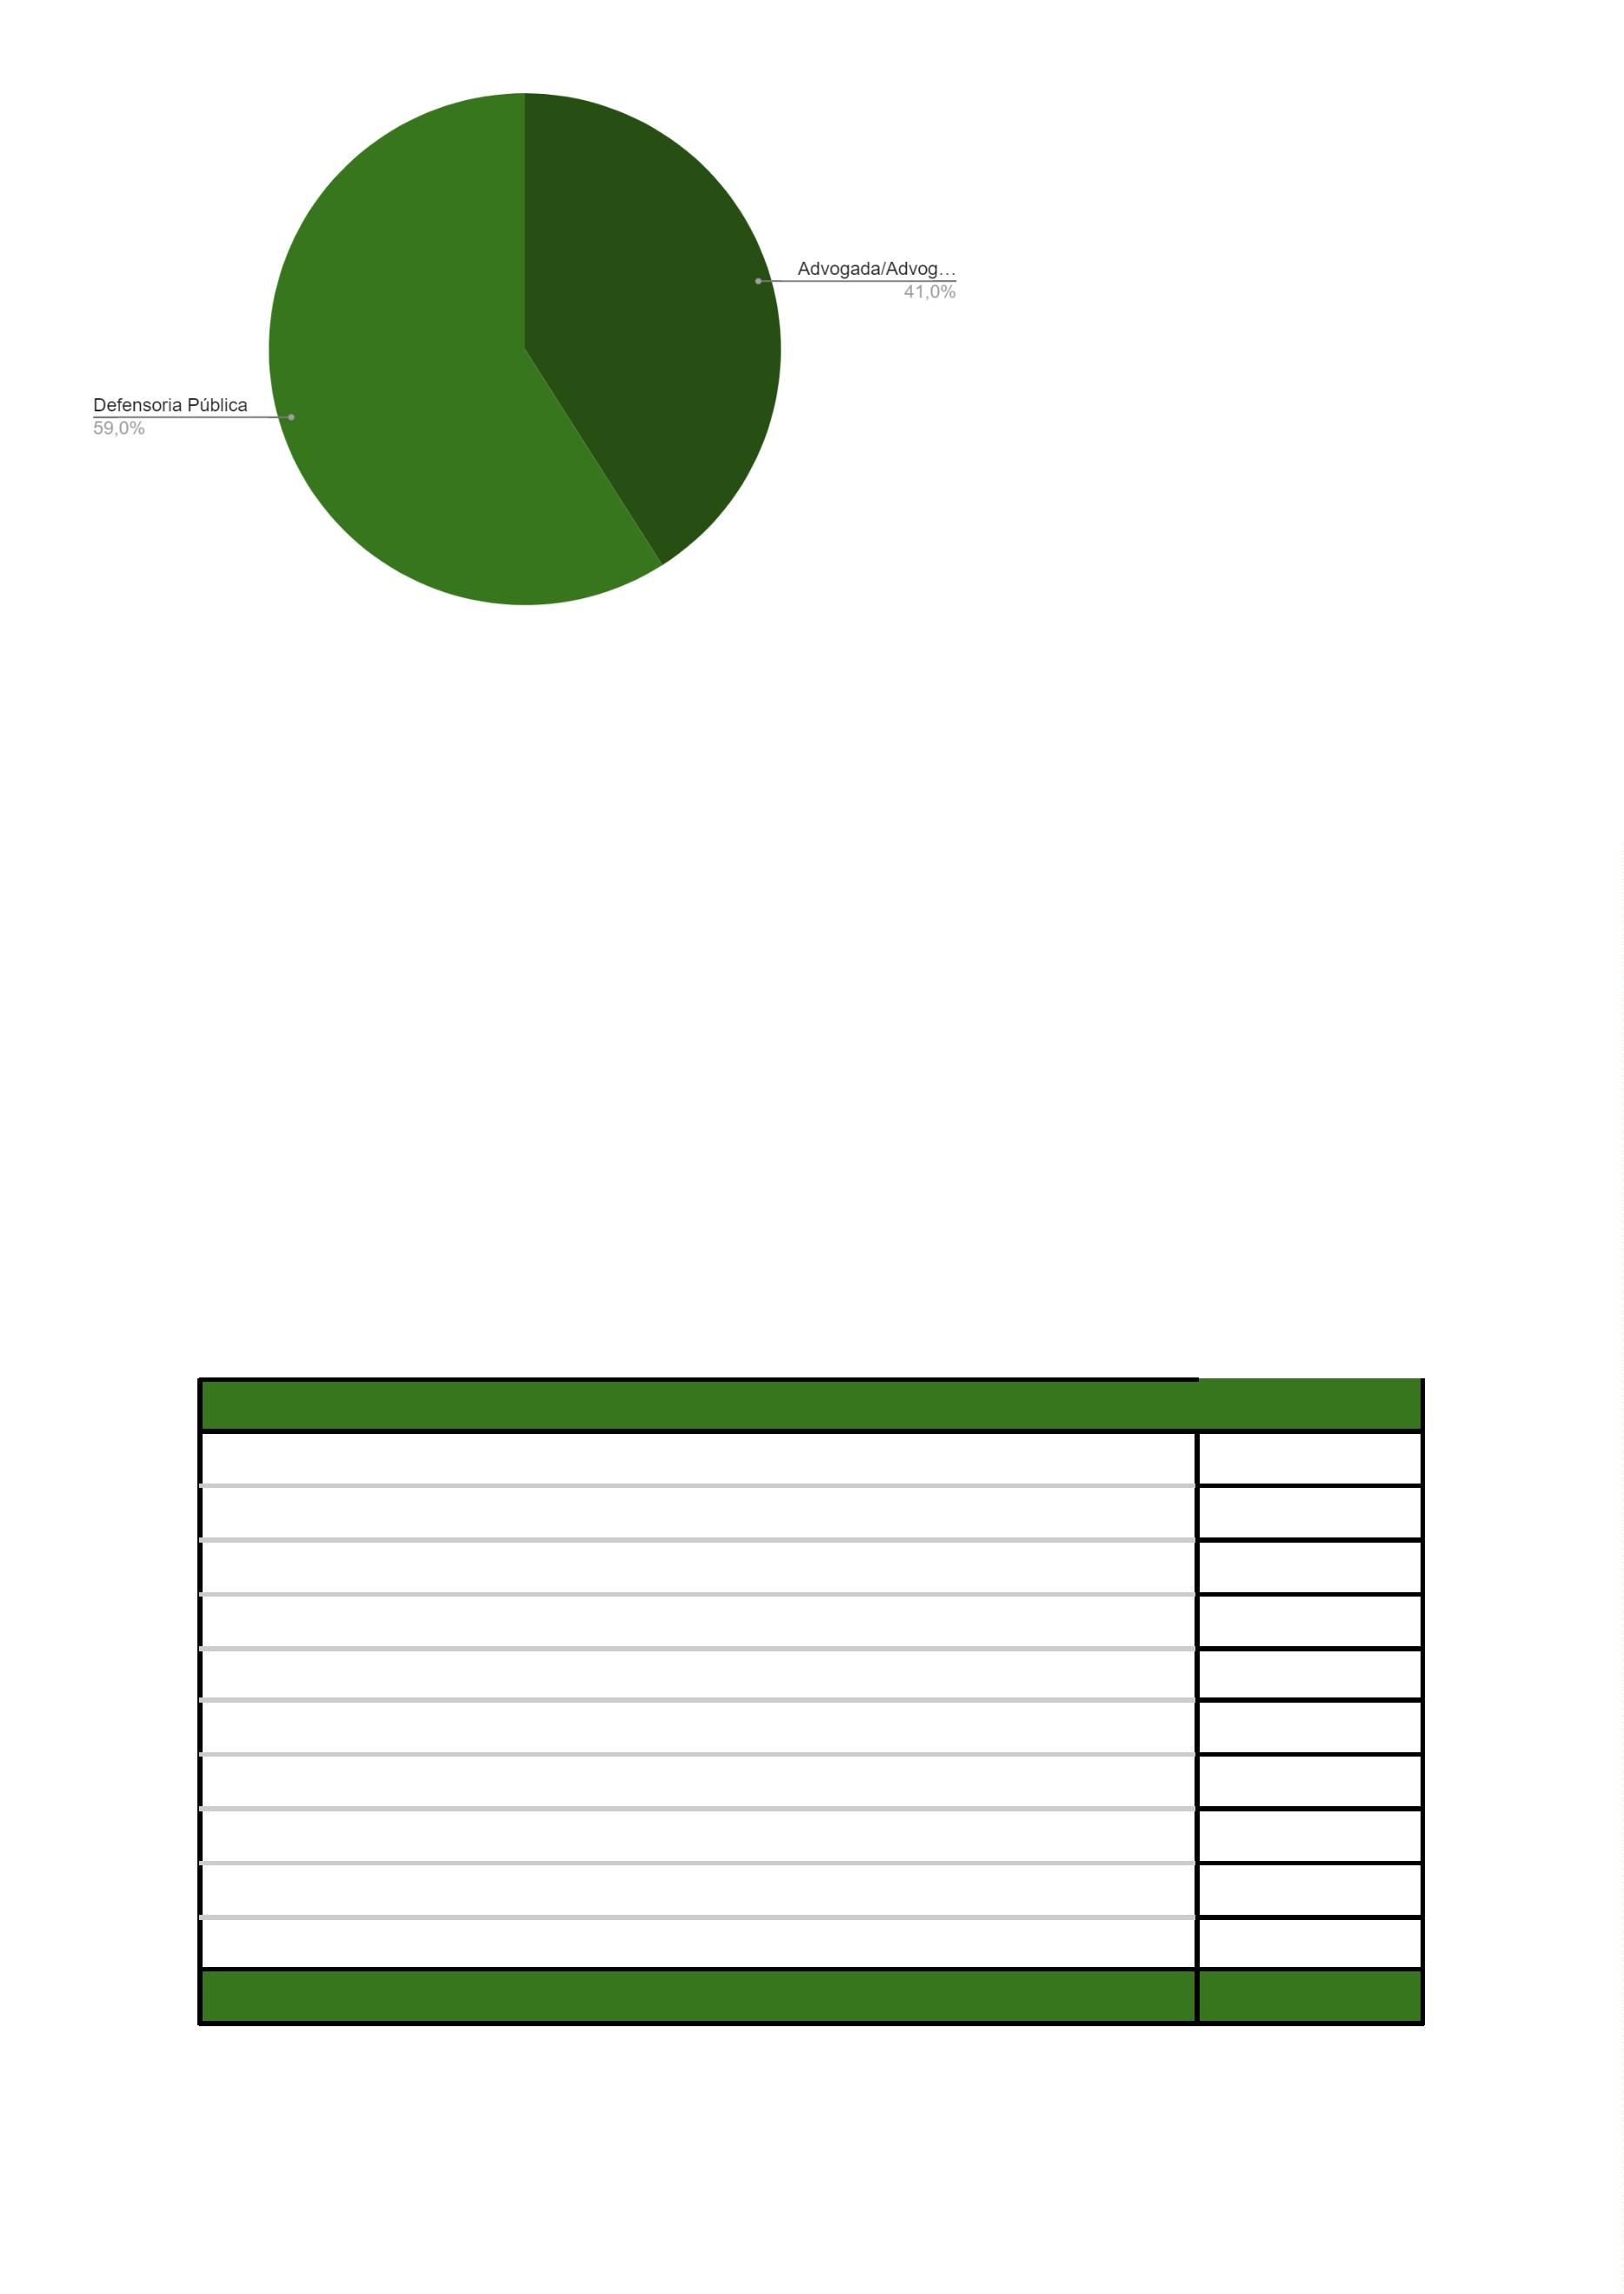 Advogada/Advog…
41,0%
Defensoria Pública
59,0%